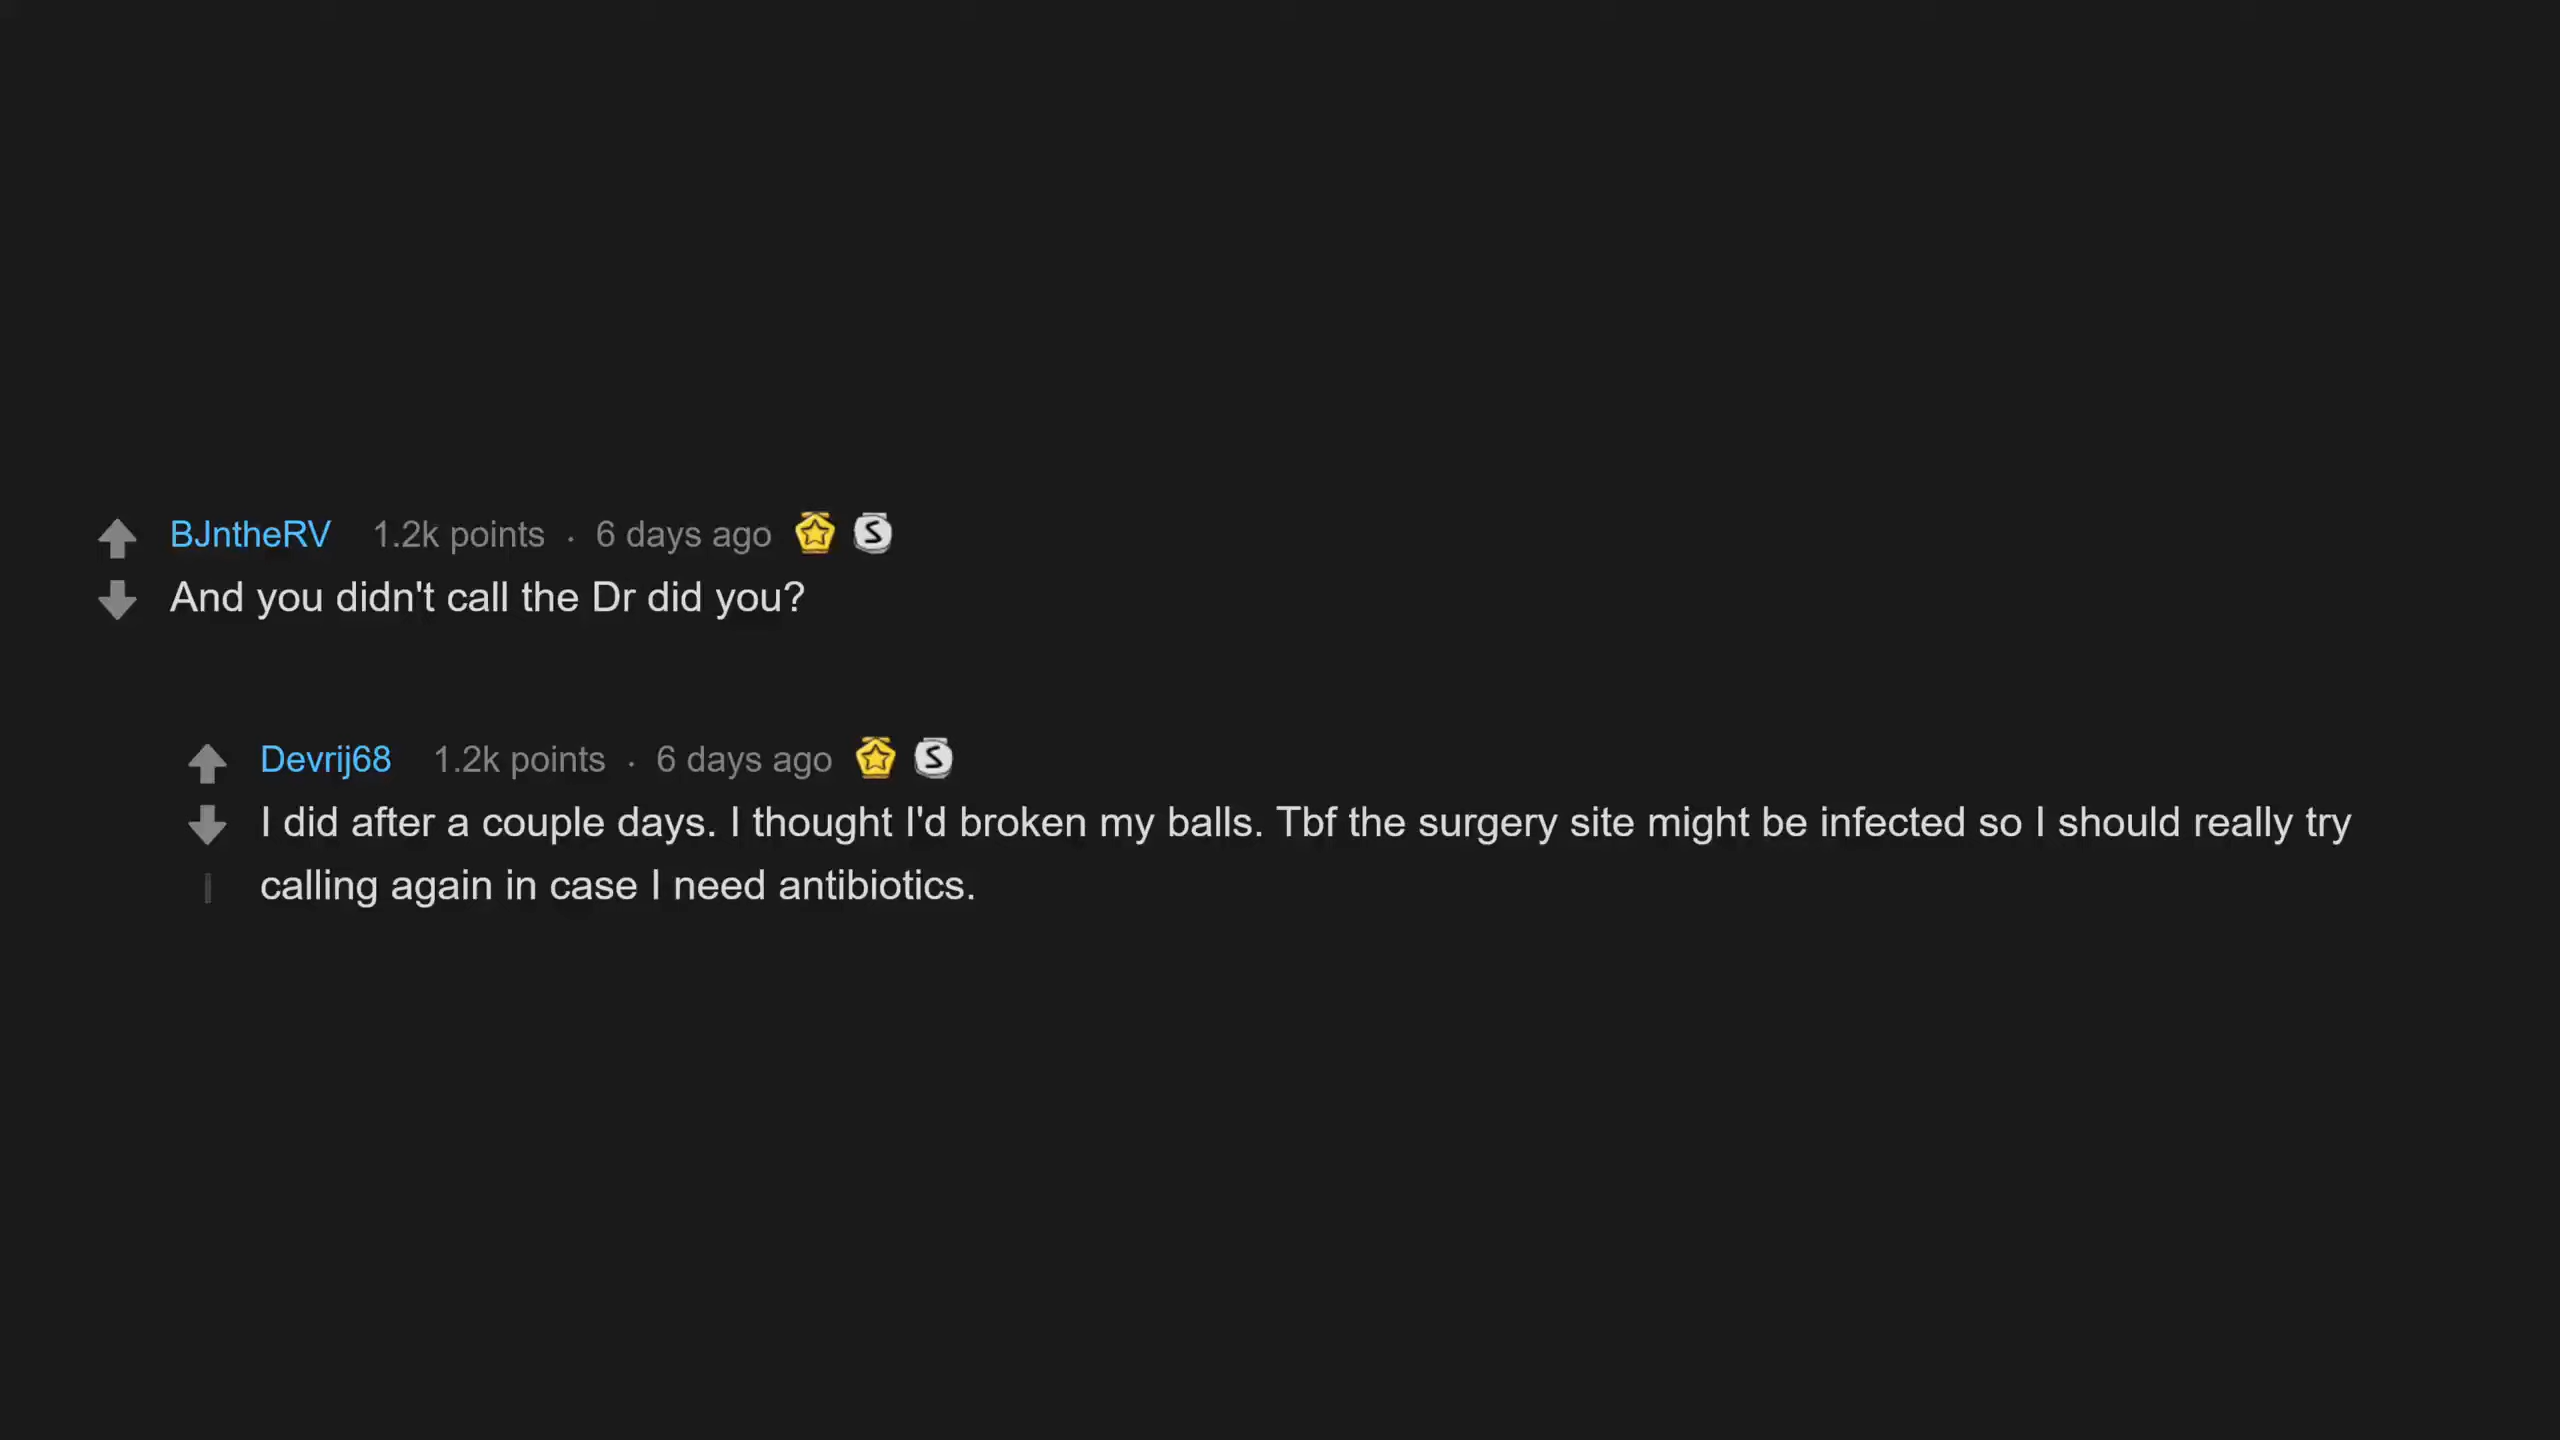 BJntheRV 1.2k points · 6 days ago S
And you didn't call the Dr did you?
Devrij68 1.2k points · 6 days ago S
I did after a couple days. I thought I'd broken my balls. Tbf the surgery site might be infected so I should really try
calling again in case I need antibiotics.